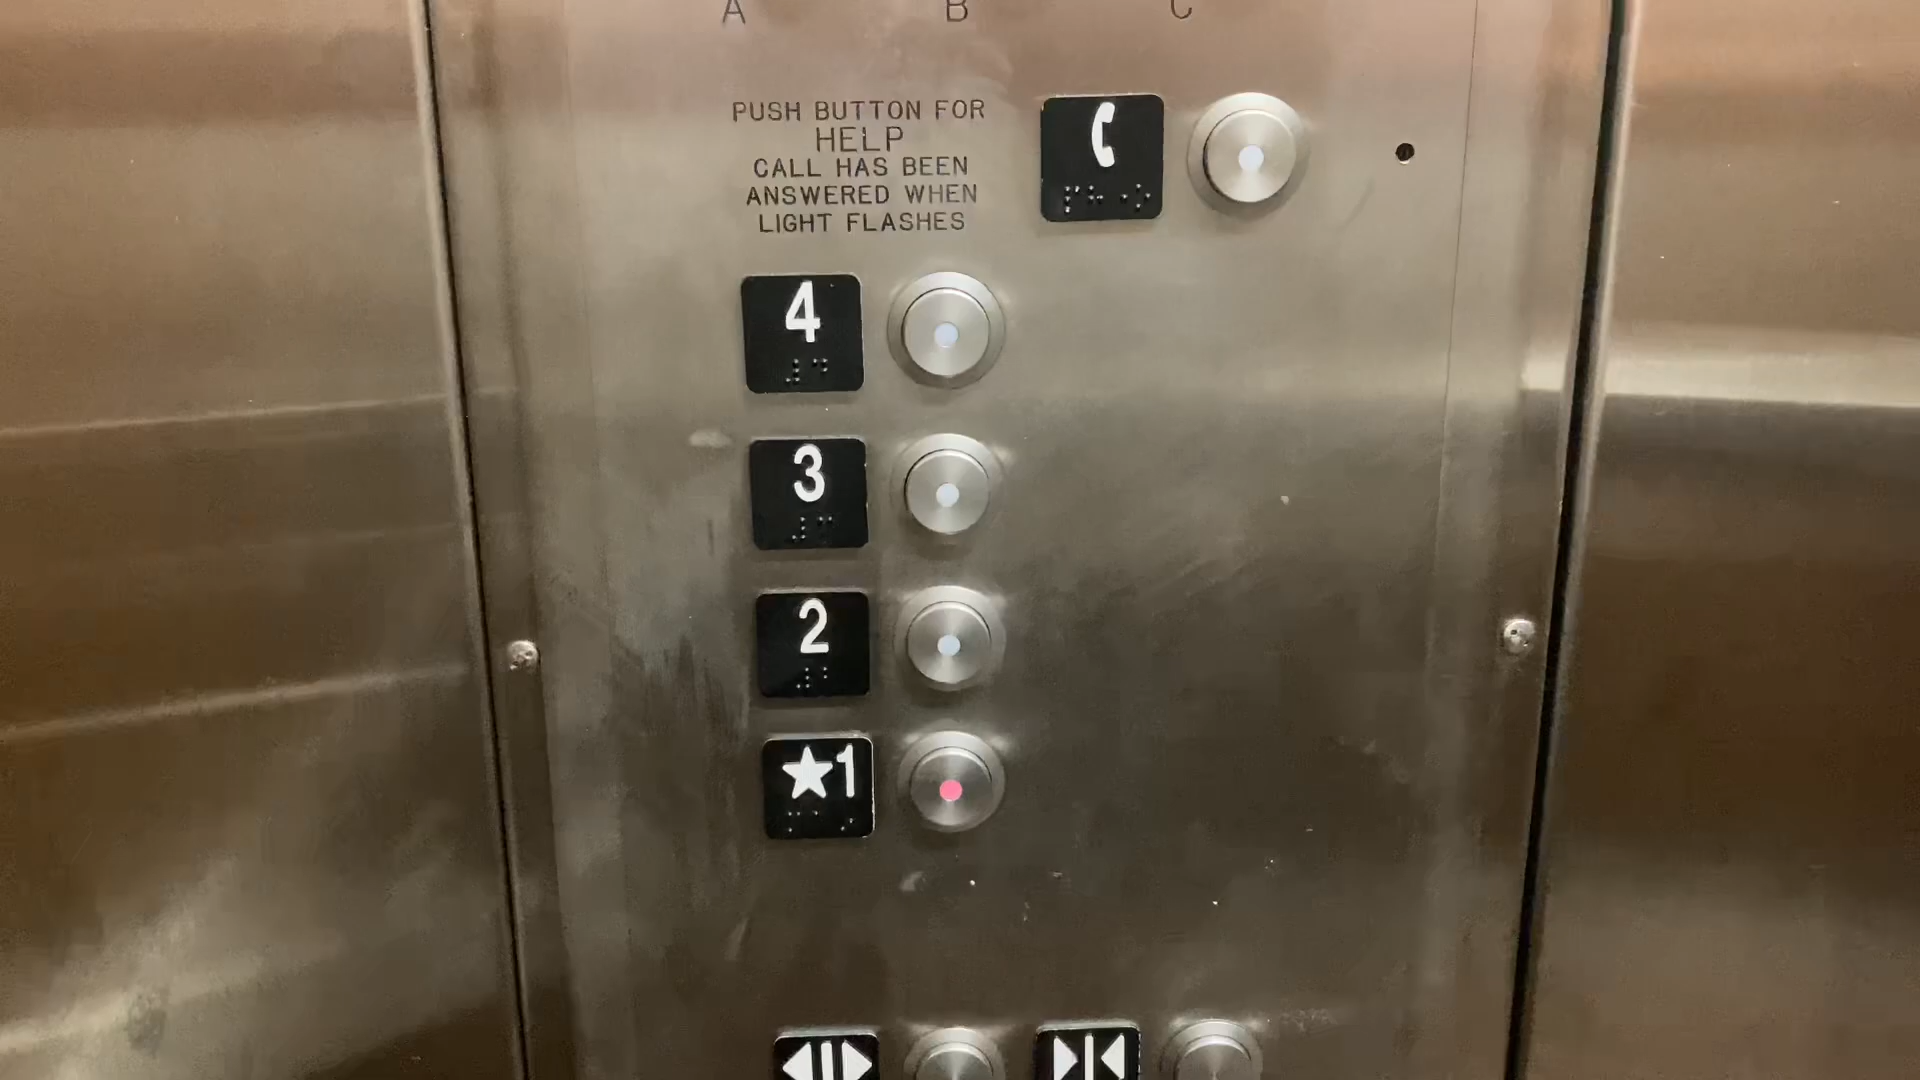 A B C
PUSH BUTTON FOR
HELP
CALL HAS BEEN
ANSWERED WHEN
LIGHT FLASHES
4
3
2
★1